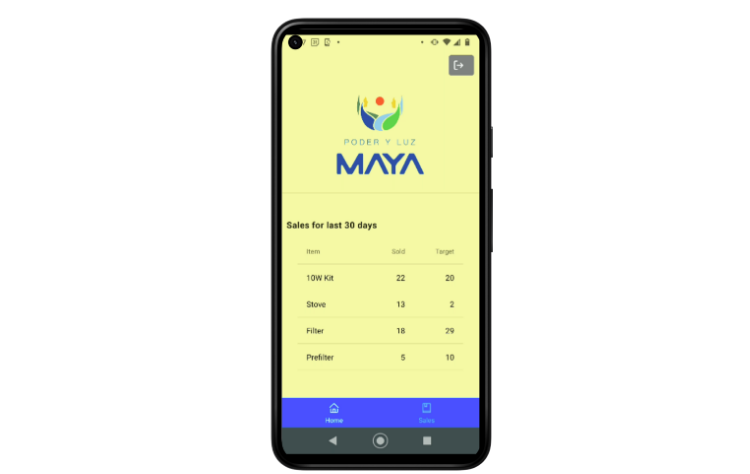 PODER Y LUZ
MAYA
Sales for last 30 days
Item Sold Target
10W Kit 22 20
Stove 13 2
Filter 18 29
Prefilter 5 10
Home Sales